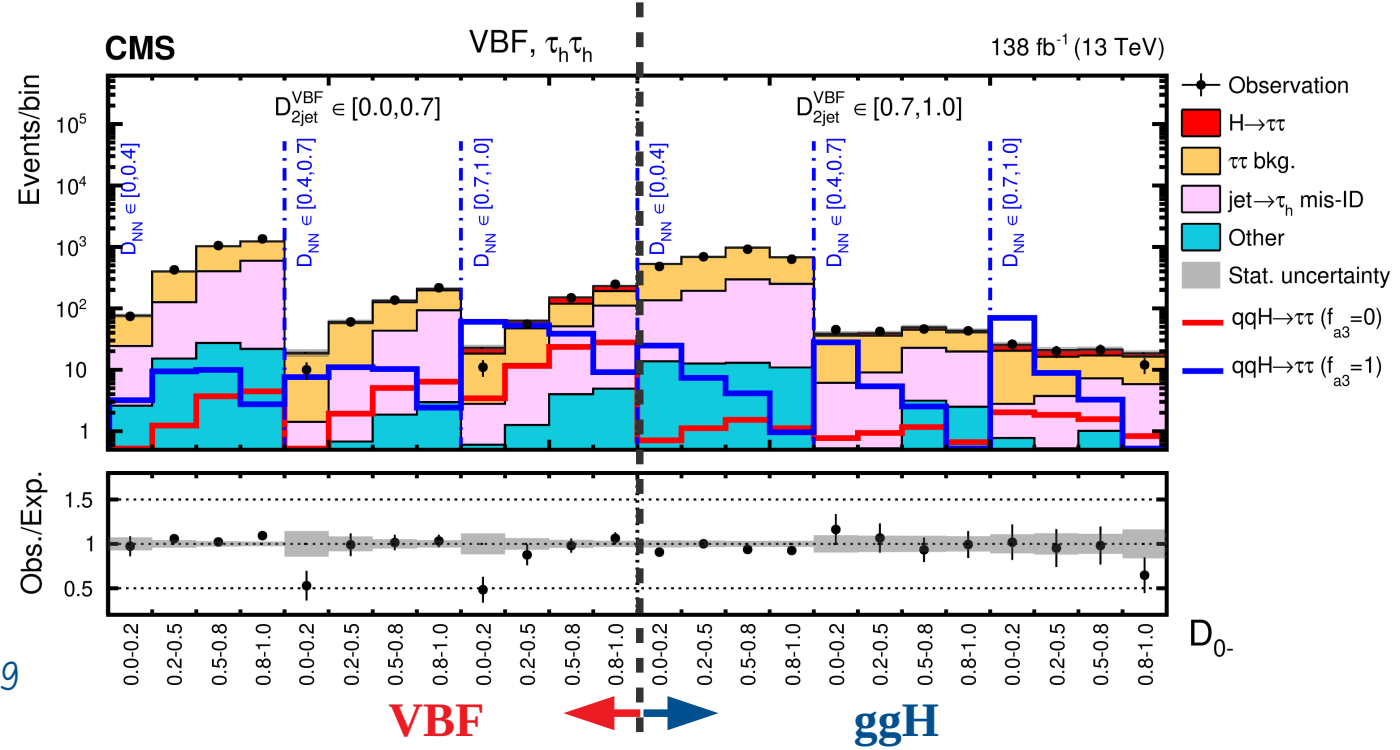 CMS VBF, τhτh 138 fb-1 (13 TeV)
Events/bin
10^5
10^4
10^3
10^2
10
1
D2jet^VBF ∈ [0.0,0.7]
D2jet^VBF ∈ [0.7,1.0]
DNN ∈ [0,0.4]
DNN ∈ [0.4,0.7]
DNN ∈ [0.7,1.0]
DNN ∈ [0,0.4]
DNN ∈ [0.4,0.7]
DNN ∈ [0.7,1.0]
Observation
H→ττ
ττ bkg.
jet→τh mis-ID
Other
Stat. uncertainty
qqH→ττ (fa3=0)
qqH→ττ (fa3=1)
Obs./Exp.
1.5
1
0.5
0.0-0.2
0.2-0.5
0.5-0.8
0.8-1.0
0.0-0.2
0.2-0.5
0.5-0.8
0.8-1.0
0.0-0.2
0.2-0.5
0.5-0.8
0.8-1.0
0.0-0.2
0.2-0.5
0.5-0.8
0.8-1.0
0.0-0.2
0.2-0.5
0.5-0.8
0.8-1.0
0.0-0.2
0.2-0.5
0.5-0.8
0.8-1.0
D0-
9
VBF ggH